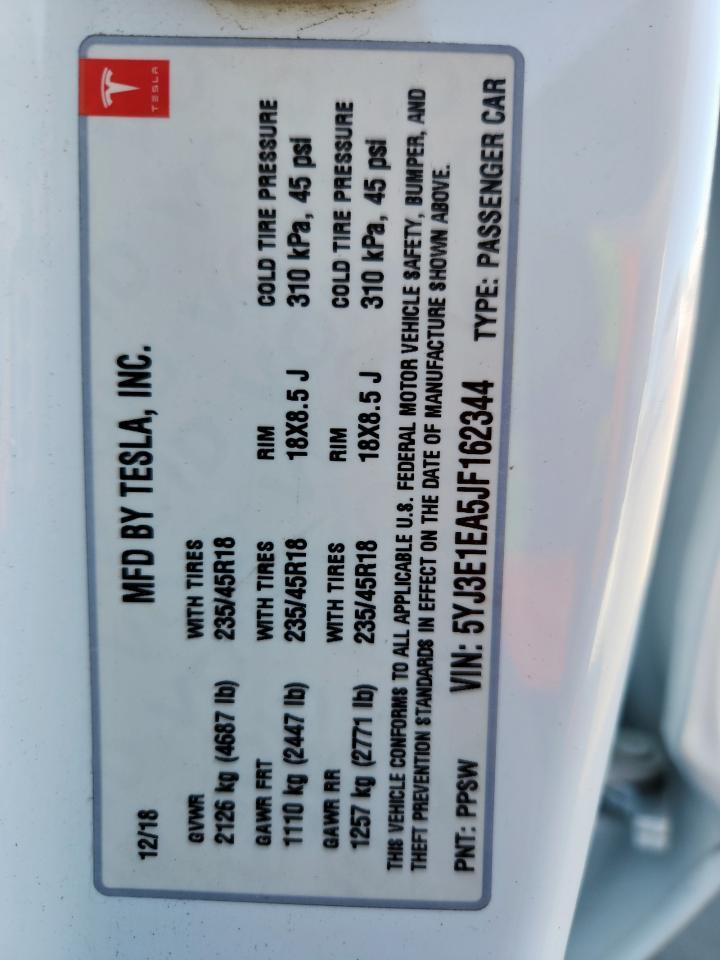 TESLA
12/18 MFD BY TESLA, INC.
GVWR WITH TIRES
2126 kg (4687 lb) 235/45R18
GAWR FRT WITH TIRES RIM COLD TIRE PRESSURE
1110 kg (2447 lb) 235/45R18 18X8.5 J 310 kPa, 45 psi
GAWR RR WITH TIRES RIM COLD TIRE PRESSURE
1257 kg (2771 lb) 235/45R18 18X8.5 J 310 kPa, 45 psi
THIS VEHICLE CONFORMS TO ALL APPLICABLE U.S. FEDERAL MOTOR VEHICLE SAFETY, BUMPER, AND
THEFT PREVENTION STANDARDS IN EFFECT ON THE DATE OF MANUFACTURE SHOWN ABOVE.
PNT: PPSW VIN: 5YJ3E1EA5JF162344 TYPE: PASSENGER CAR